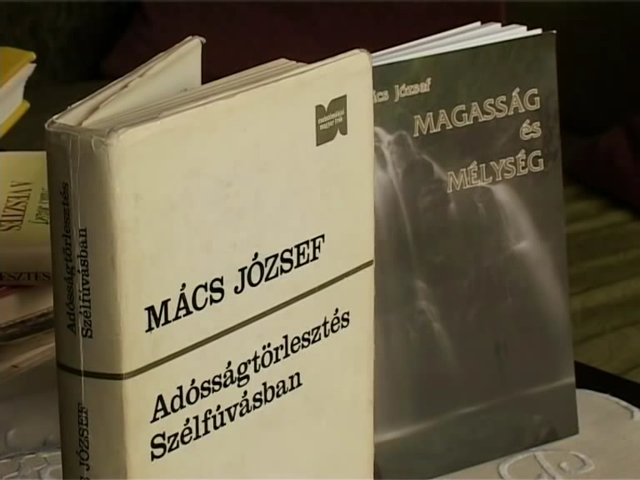 MÁCS JÓZSEF
Adósságtörlesztés
Szélfúvásban
Adósságtörlesztés
Szélfúvásban
JÓZSEF
József
MAGASSÁG
és
MÉLYSÉG